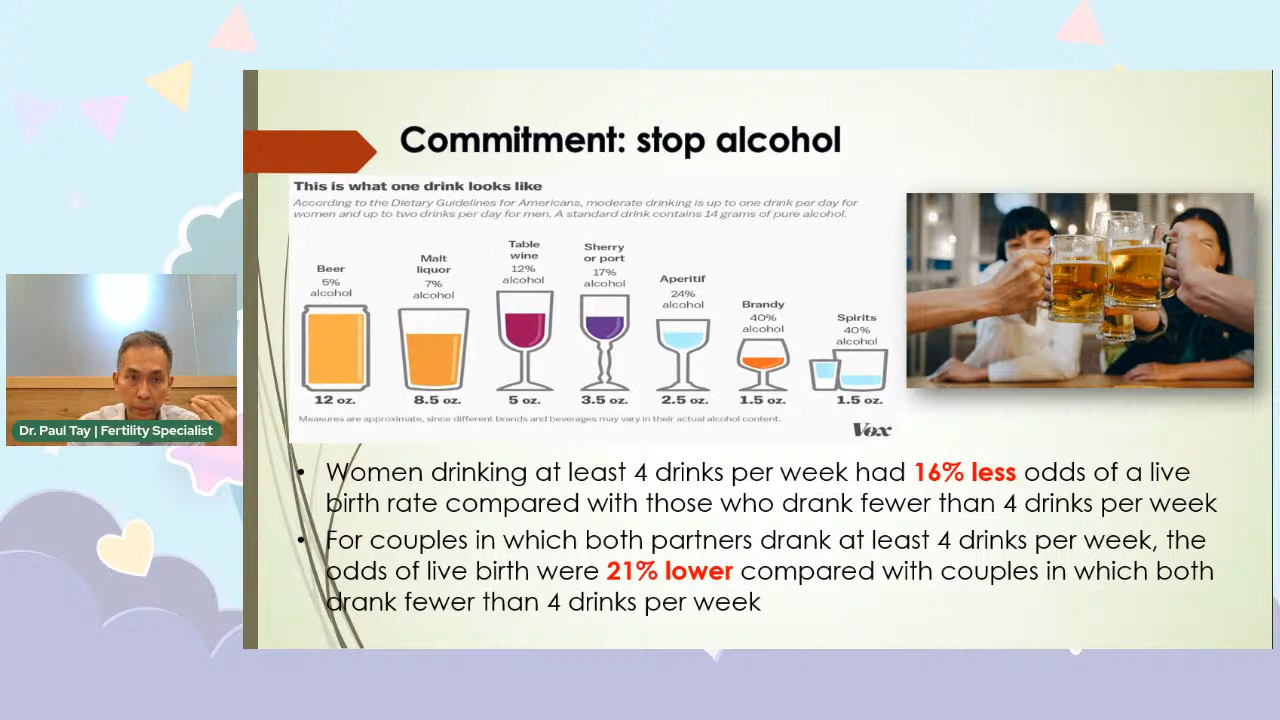 Commitment: stop alcohol
This is what one drink looks like
According to the Dietary Guidelines for Americans, moderate drinking is up to one drink per day for
women and up to two drinks per day for men. A standard drink contains 14 grams of pure alcohol.
Beer
5%
alcohol
12 oz.
Malt
liquor
7%
alcohol
8.5 oz.
Table
wine
12%
alcohol
5 oz.
Sherry
or port
17%
alcohol
3.5 oz.
Aperitif
24%
alcohol
2.5 oz.
Brandy
40%
alcohol
1.5 oz.
Spirits
40%
alcohol
1.5 oz.
Measures are approximate, since different brands and beverages may vary in their actual alcohol content.
Vox
Dr. Paul Tay | Fertility Specialist
• Women drinking at least 4 drinks per week had 16% less odds of a live
birth rate compared with those who drank fewer than 4 drinks per week
• For couples in which both partners drank at least 4 drinks per week, the
odds of live birth were 21% lower compared with couples in which both
drank fewer than 4 drinks per week